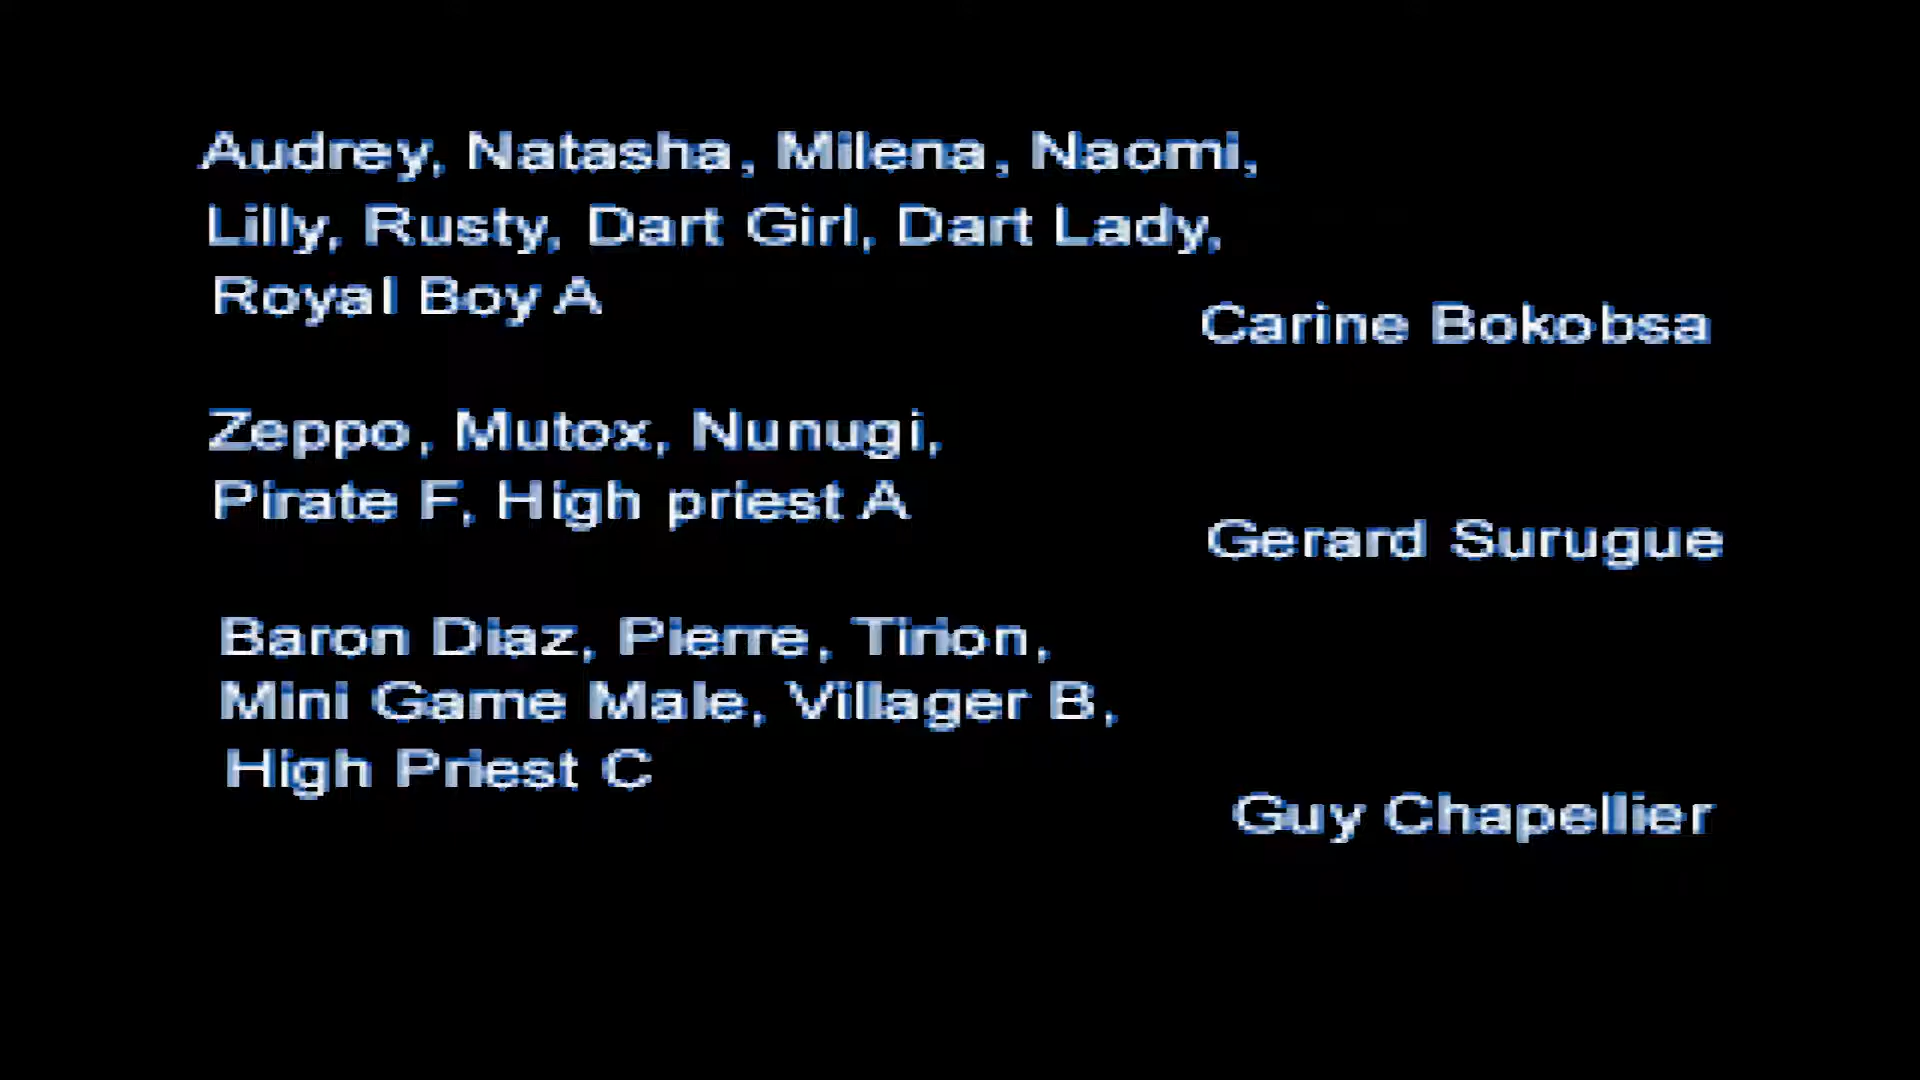 Audrey, Natasha, Milena, Naomi,
Lilly, Rusty, Dart Girl, Dart Lady,
Royal Boy A
Carine Bokobsa
Zeppo, Mutox, Nunugi,
Pirate F, High priest A
Gerard Surugue
Baron Diaz, Pierre, Tirion,
Mini Game Male, Villager B,
High Priest C
Guy Chapellier